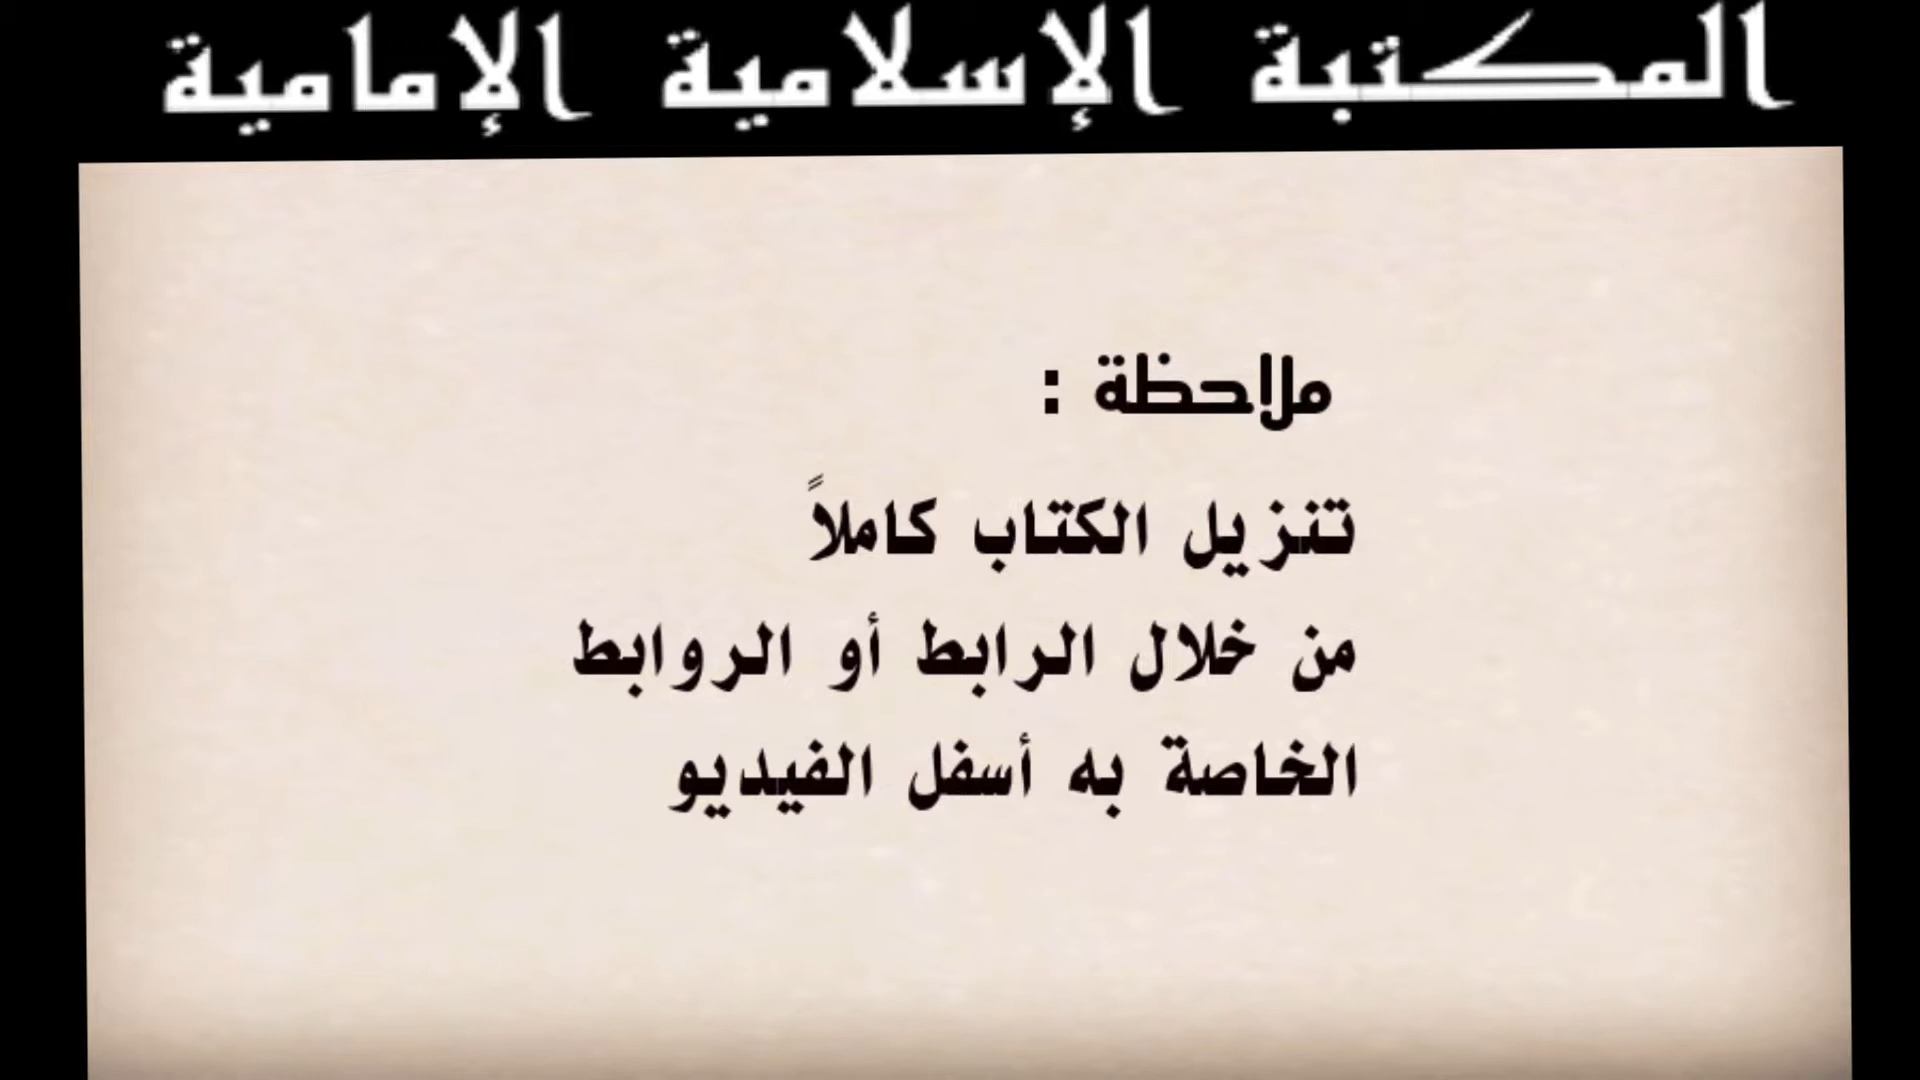 المكتبة الإسلامية الإمامية
ملاحظة :
تنزيل الكتاب كاملاً
من خلال الرابط أو الروابط
الخاصة به أسفل الفيديو